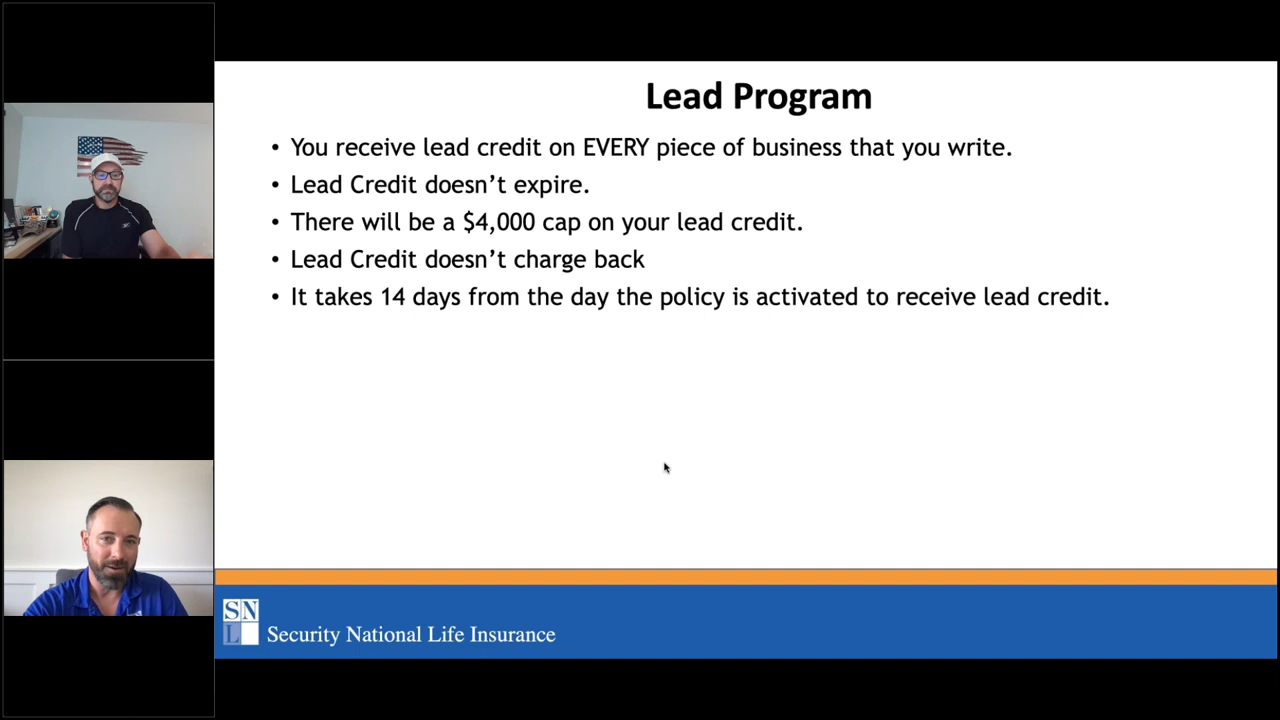 Lead Program
• You receive lead credit on EVERY piece of business that you write.
• Lead Credit doesn’t expire.
• There will be a $4,000 cap on your lead credit.
• Lead Credit doesn’t charge back
• It takes 14 days from the day the policy is activated to receive lead credit.
SN
L
Security National Life Insurance